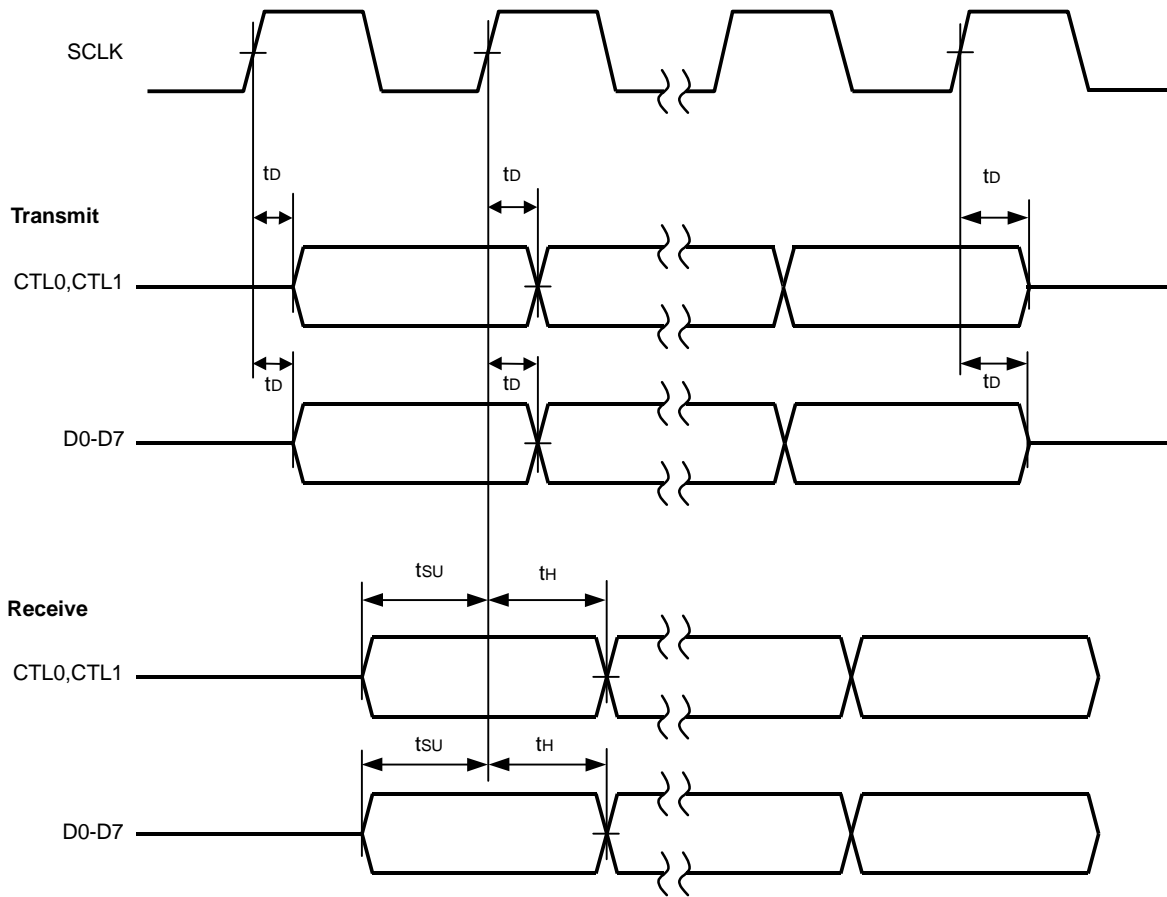 SCLK
tD tD tD
Transmit
CTL0,CTL1
tD tD tD
D0-D7
tSU tH
Receive
CTL0,CTL1
tSU tH
D0-D7